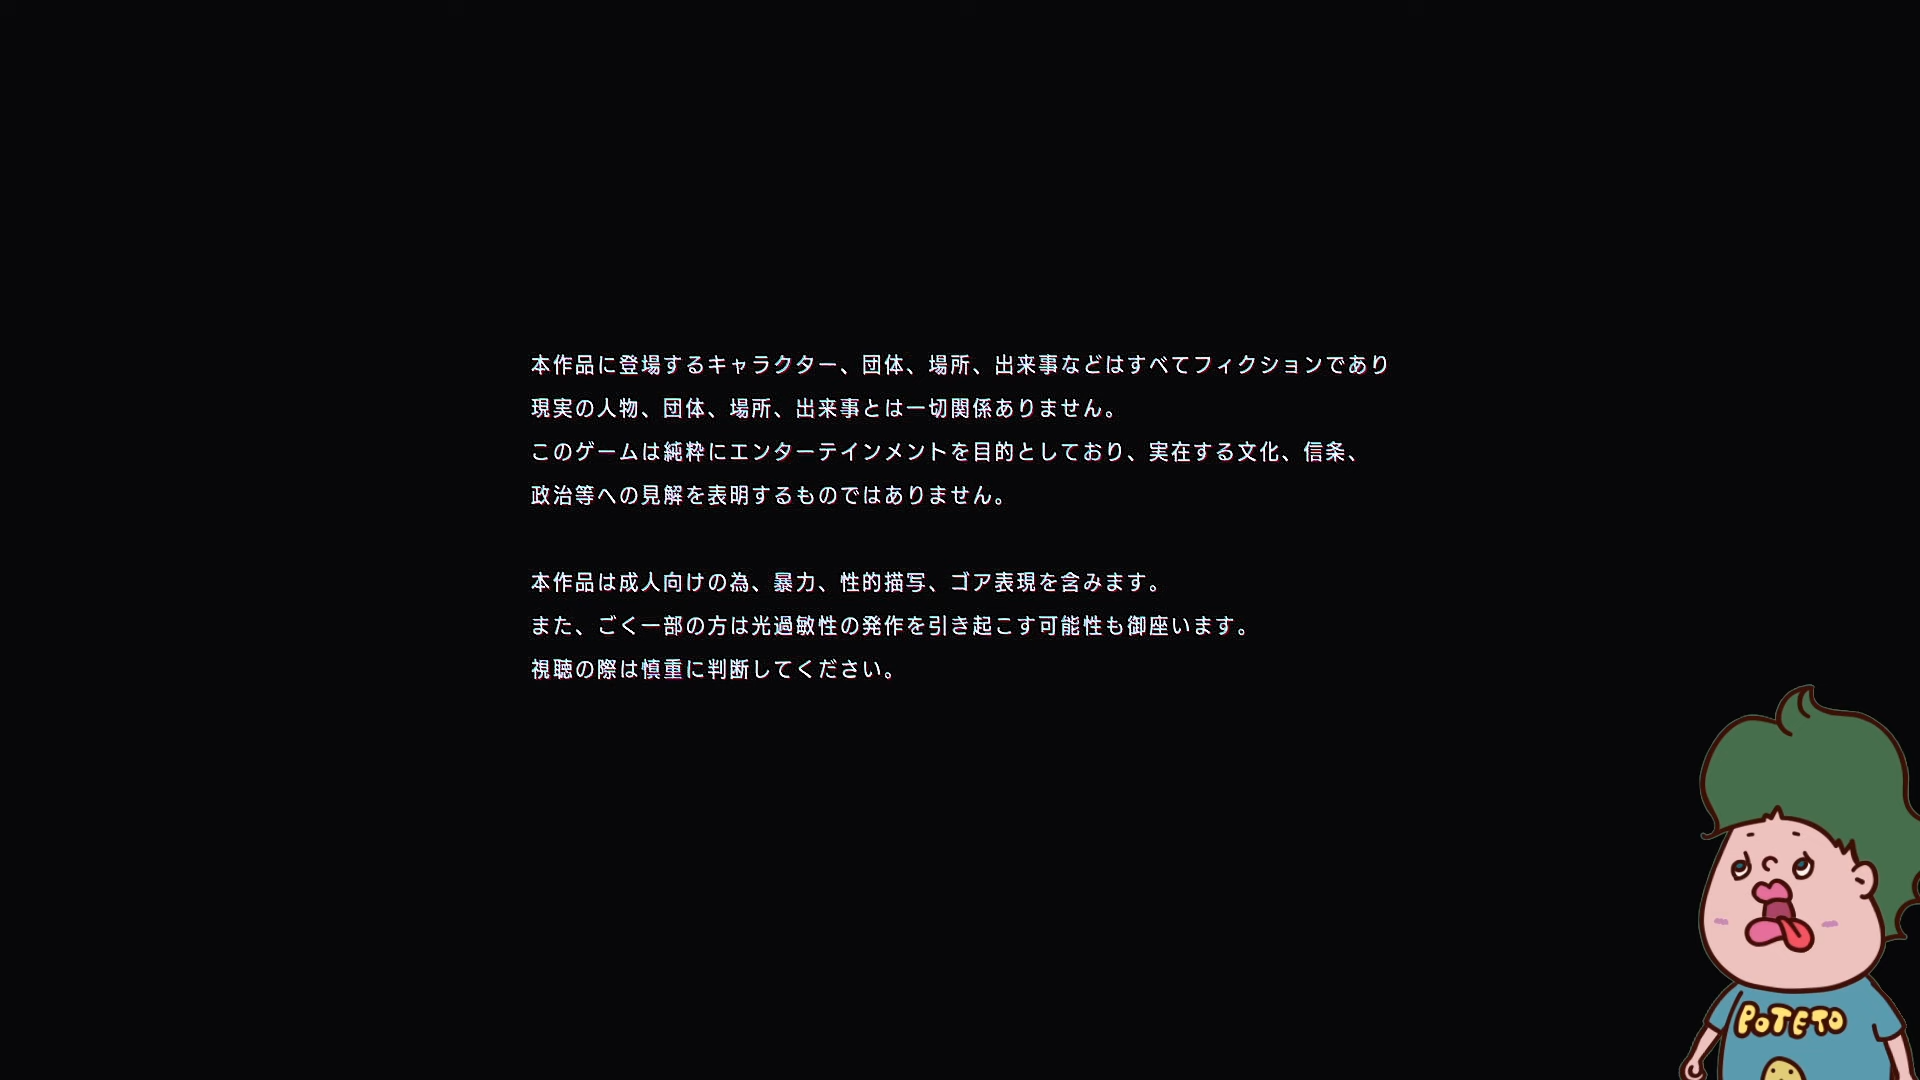 本作品に登場するキャラクター、団体、場所、出来事などはすべてフィクションであり
現実の人物、団体、場所、出来事とは一切関係ありません。
このゲームは純粋にエンターテインメントを目的としており、実在する文化、信条、
政治等への見解を表明するものではありません。
本作品は成人向けの為、暴力、性的描写、ゴア表現を含みます。
また、ごく一部の方は光過敏性の発作を引き起こす可能性も御座います。
視聴の際は慎重に判断してください。
POTETO